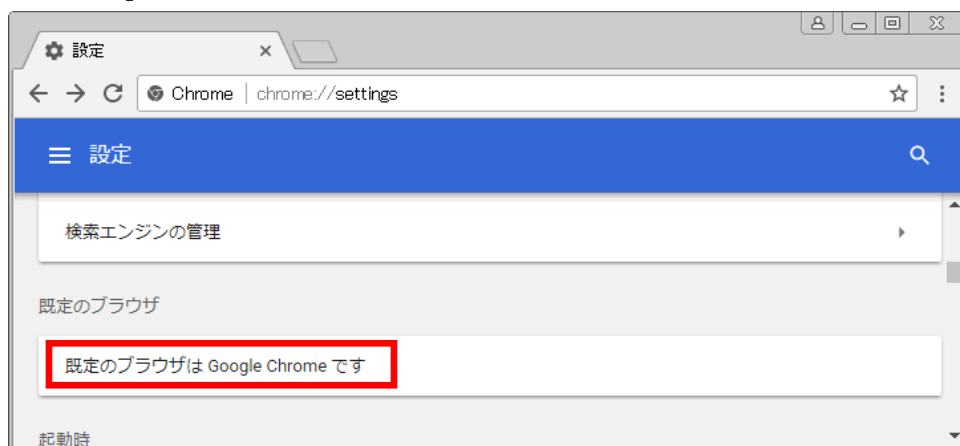 設定
Chrome | chrome://settings
設定
検索エンジンの管理
既定のブラウザ
既定のブラウザは Google Chrome です
起動時